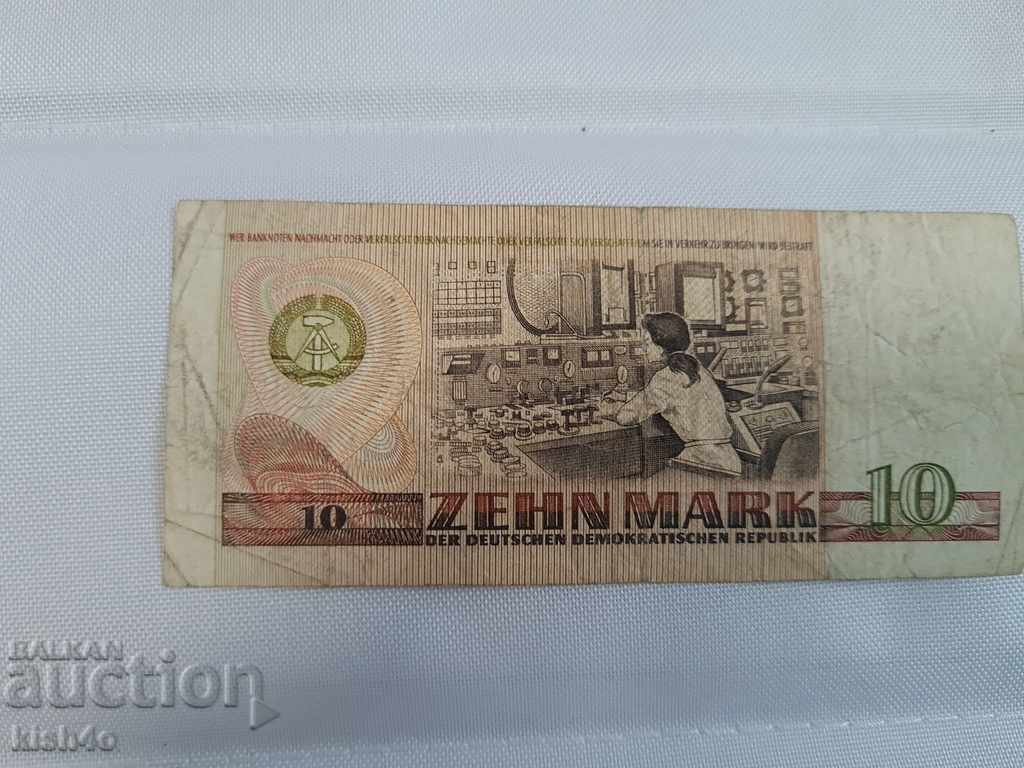 WER BANKNOTEN NACHMACHT ODER VERFÄLSCHT ODER NACHGEMACHTE ODER VERFÄLSCHTE SICH VERSCHAFFT UND SIE IN VERKEHR ZU BRINGEN WIRD BESTRAFT
10 ZEHN MARK 10
DER DEUTSCHEN DEMOKRATISCHEN REPUBLIK
BALKAN
auction
kish4o